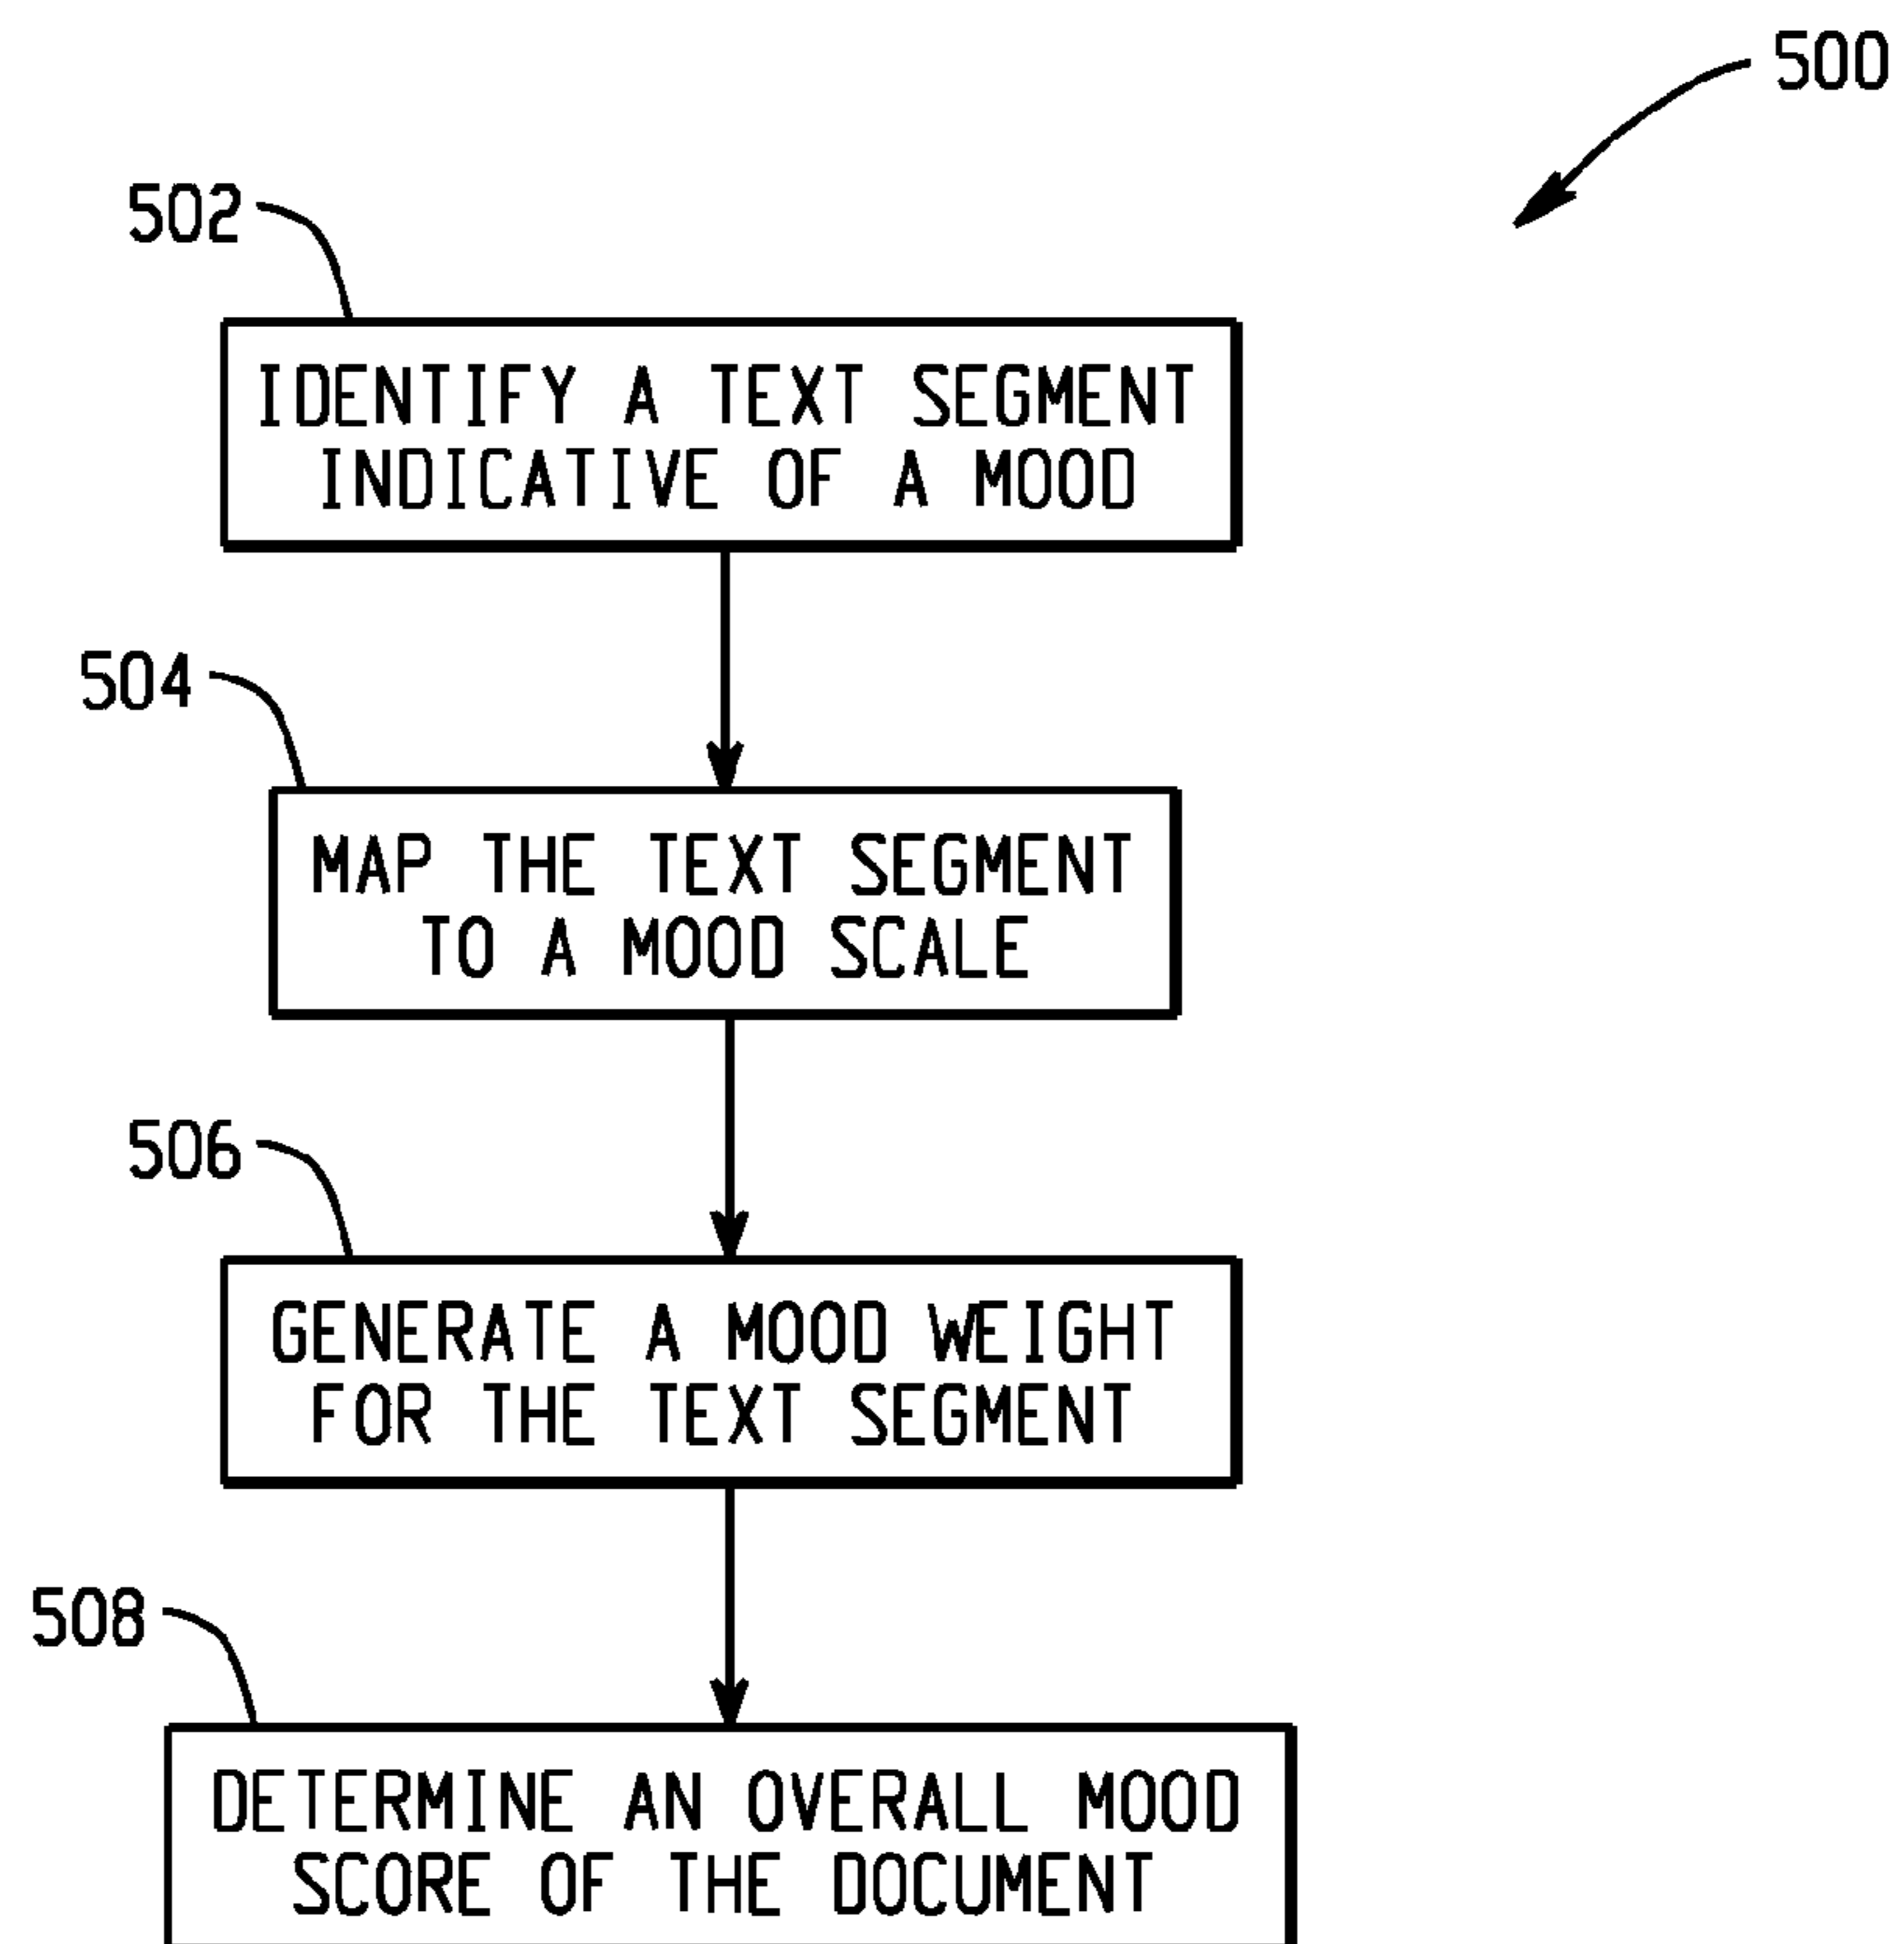 500
502
IDENTIFY A TEXT SEGMENT
INDICATIVE OF A MOOD
504
MAP THE TEXT SEGMENT
TO A MOOD SCALE
506
GENERATE A MOOD WEIGHT
FOR THE TEXT SEGMENT
508
DETERMINE AN OVERALL MOOD
SCORE OF THE DOCUMENT